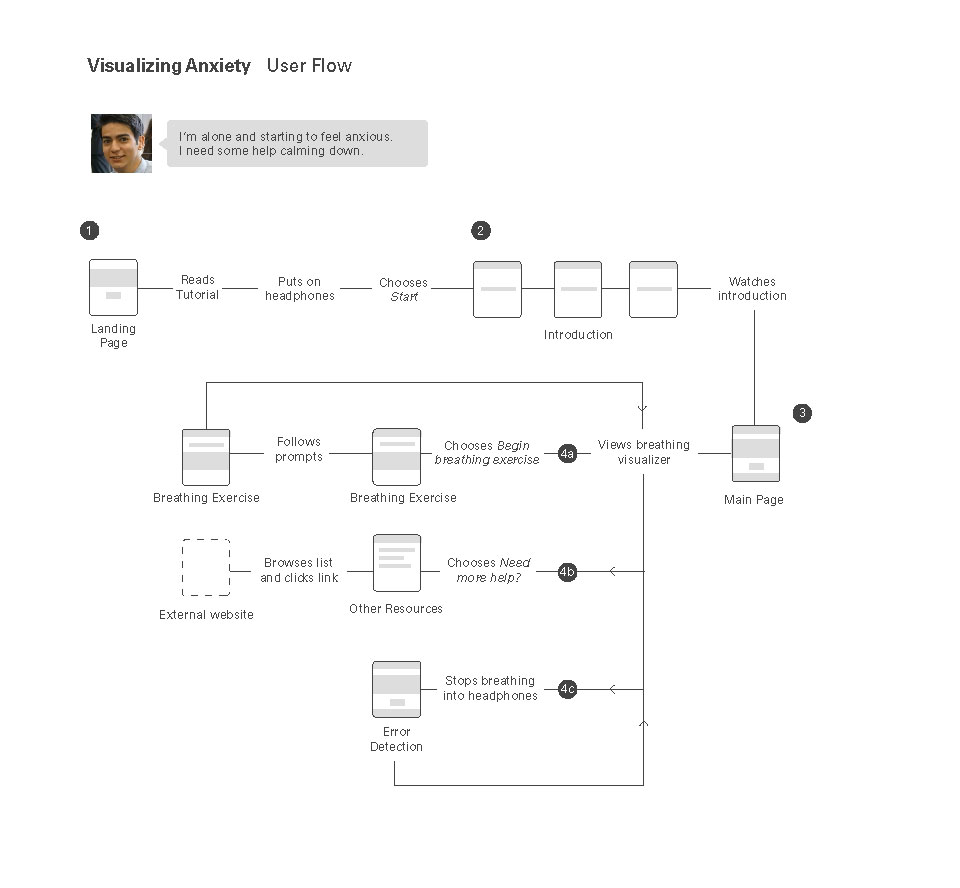 Visualizing Anxiety User Flow
I'm alone and starting to feel anxious.
I need some help calming down.
1
2
Reads
Tutorial
Puts on
headphones
Chooses
Start
Watches
introduction
Landing
Page
Introduction
3
Follows
prompts
Chooses Begin
breathing exercise
4a
Views breathing
visualizer
Breathing Exercise
Breathing Exercise
Main Page
Browses list
and clicks link
Chooses Need
more help?
4b
External website
Other Resources
Stops breathing
into headphones
4c
Error
Detection